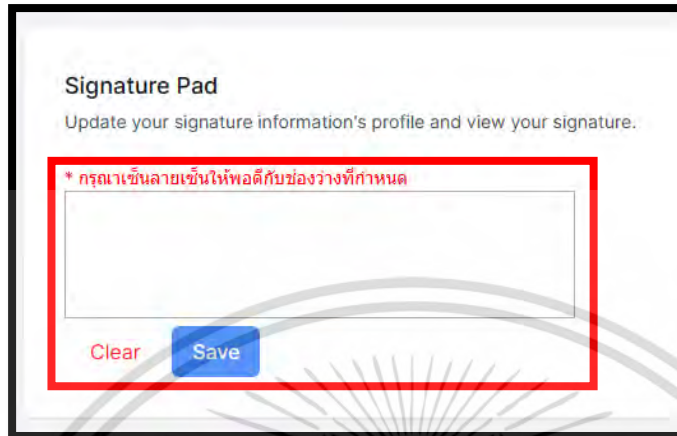 Signature Pad
Update your signature information's profile and view your signature.
* กรุณาเซ็นลายเซ็นให้พอดีกับช่องว่างที่กำหนด
Clear Save